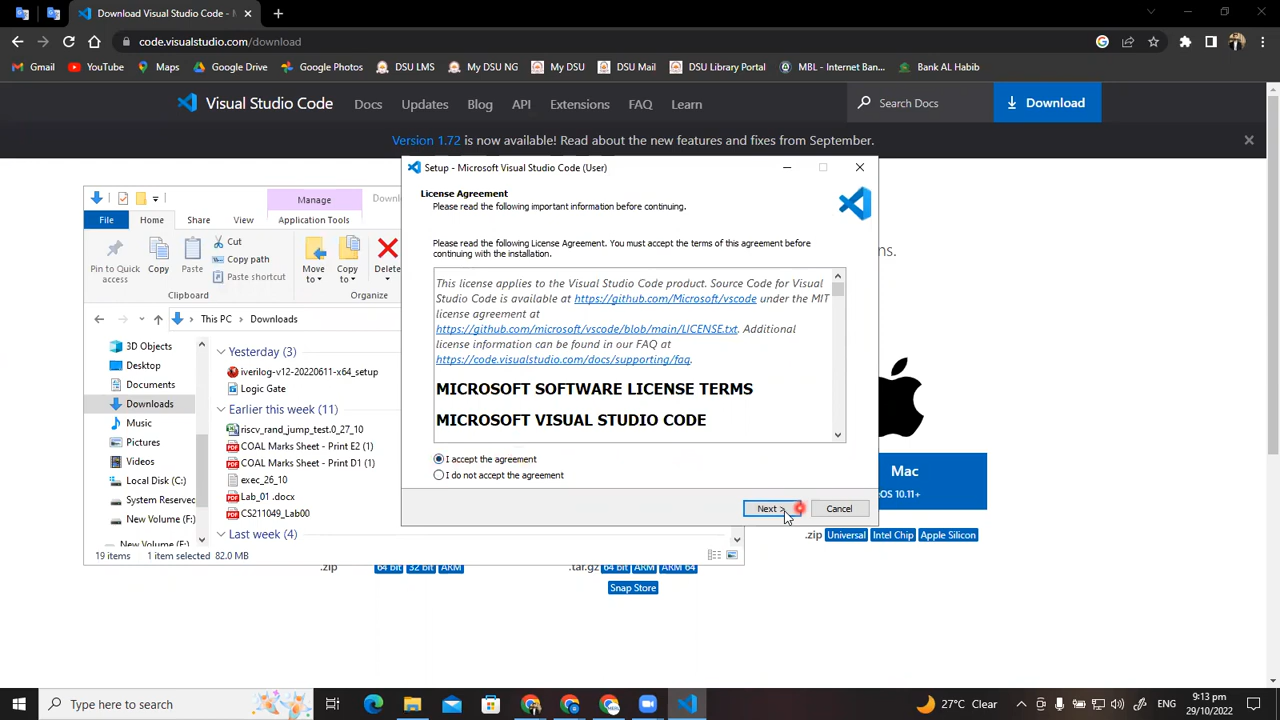 Download Visual Studio Code -
code.visualstudio.com/download
Gmail YouTube Maps Google Drive Google Photos DSU LMS My DSU NG My DSU DSU Mail DSU Library Portal MBL - Internet Ban... Bank AL Habib
Visual Studio Code Docs Updates Blog API Extensions FAQ Learn Search Docs Download
Version 1.72 is now available! Read about the new features and fixes from September.
Setup - Microsoft Visual Studio Code (User)
License Agreement
Please read the following important information before continuing.
Please read the following License Agreement. You must accept the terms of this agreement before
continuing with the installation.
This license applies to the Visual Studio Code product. Source Code for Visual
Studio Code is available at https://github.com/Microsoft/vscode under the MIT
license agreement at
https://github.com/microsoft/vscode/blob/main/LICENSE.txt. Additional
license information can be found in our FAQ at
https://code.visualstudio.com/docs/supporting/faq.
MICROSOFT SOFTWARE LICENSE TERMS
MICROSOFT VISUAL STUDIO CODE
I accept the agreement
I do not accept the agreement
Next > Cancel
Manage Downl
File Home Share View Application Tools
Pin to Quick
access
Copy Paste
Cut
Copy path
Paste shortcut
Move
to
Copy
to
Delete
Clipboard Organize
This PC Downloads
3D Objects
Desktop
Documents
Downloads
Music
Pictures
Videos
Local Disk (C:)
System Reserved
New Volume (F:)
New Volume (F:)
Yesterday (3)
iverilog-v12-20220611-x64_setup
Logic Gate
Earlier this week (11)
riscv_rand_jump_test.0_27_10
COAL Marks Sheet - Print E2 (1)
COAL Marks Sheet - Print D1 (1)
exec_26_10
Lab_01 .docx
CS211049_Lab00
Last week (4)
19 items 1 item selected 82.0 MB
ns.
Mac
OS 10.11+
.zip Universal Intel Chip Apple Silicon
.zip 64 bit 32 bit ARM
.tar.gz 64 bit ARM ARM 64
Snap Store
Type here to search
27°C Clear
ENG
9:13 pm
29/10/2022